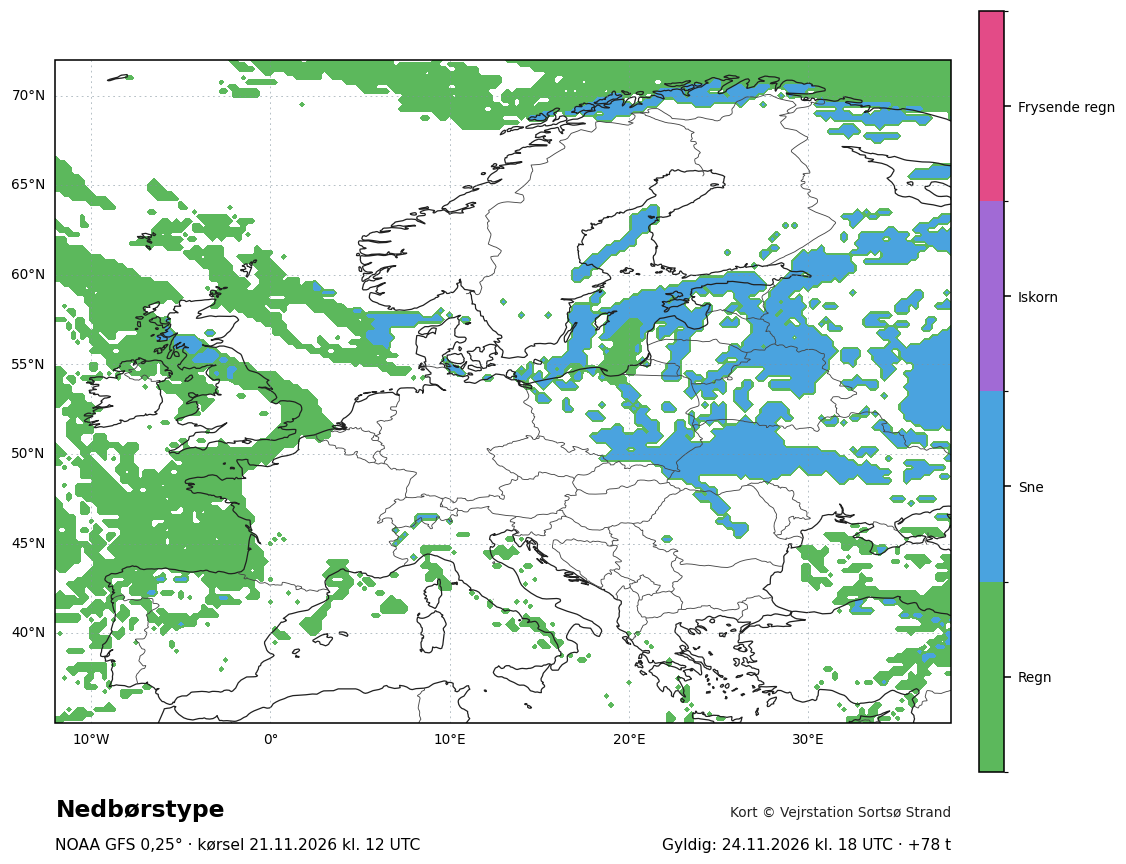 70°N
65°N
60°N
55°N
50°N
45°N
40°N
10°W
0°
10°E
20°E
30°E
Frysende regn
Iskorn
Sne
Regn
Nedbørstype
Kort © Vejrstation Sortsø Strand
NOAA GFS 0,25° · kørsel 21.11.2026 kl. 12 UTC
Gyldig: 24.11.2026 kl. 18 UTC · +78 t